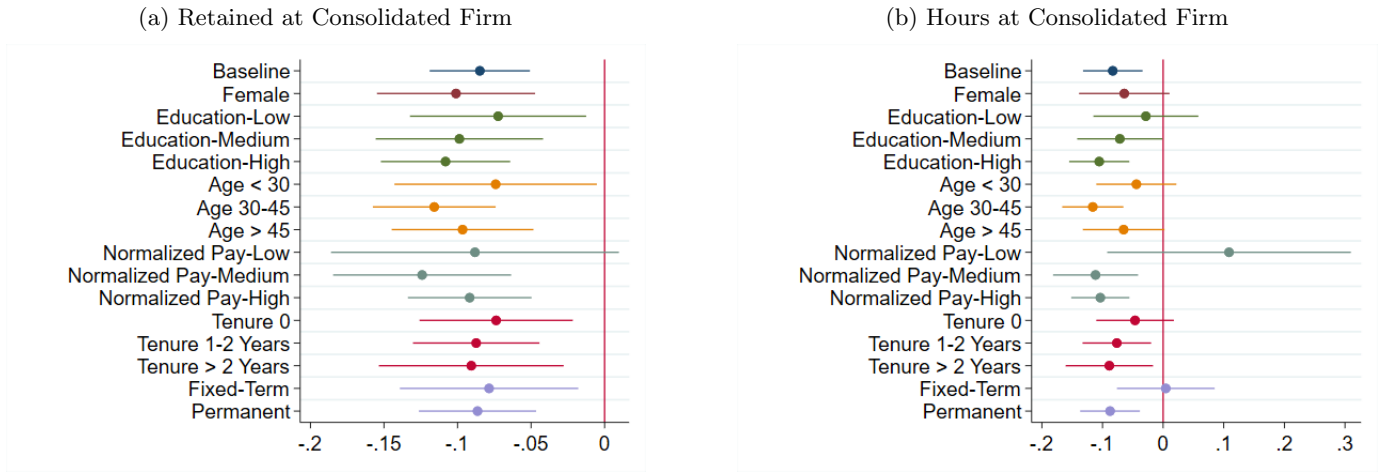 (a) Retained at Consolidated Firm
Baseline
Female
Education-Low
Education-Medium
Education-High
Age < 30
Age 30-45
Age > 45
Normalized Pay-Low
Normalized Pay-Medium
Normalized Pay-High
Tenure 0
Tenure 1-2 Years
Tenure > 2 Years
Fixed-Term
Permanent
-.2 -.15 -.1 -.05 0
(b) Hours at Consolidated Firm
Baseline
Female
Education-Low
Education-Medium
Education-High
Age < 30
Age 30-45
Age > 45
Normalized Pay-Low
Normalized Pay-Medium
Normalized Pay-High
Tenure 0
Tenure 1-2 Years
Tenure > 2 Years
Fixed-Term
Permanent
-.2 -.1 0 .1 .2 .3